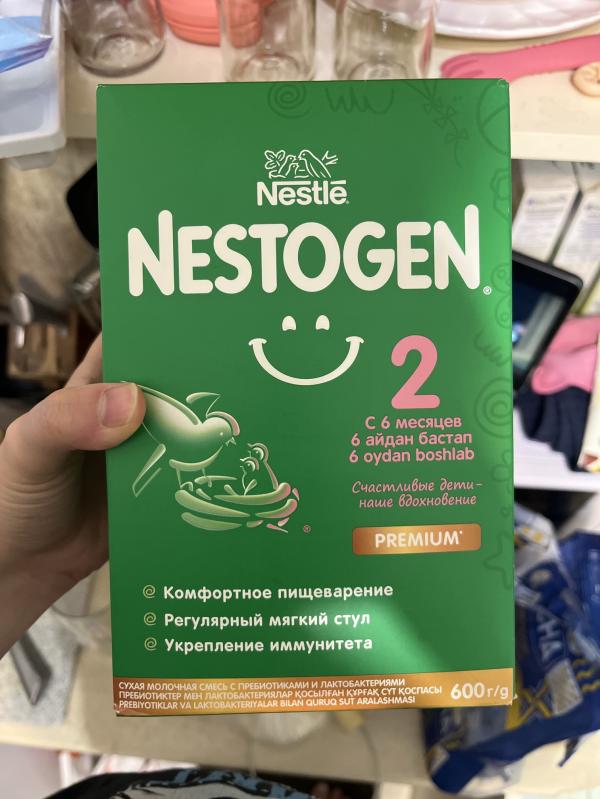 Nestlé
NESTOGEN®
2
С 6 месяцев
6 айдан бастап
6 oydan boshlab
Счастливые дети –
наше вдохновение
PREMIUM*
®
Комфортное пищеварение
Регулярный мягкий стул
Укрепление иммунитета
СУХАЯ МОЛОЧНАЯ СМЕСЬ С ПРЕБИОТИКАМИ И ЛАКТОБАКТЕРИЯМИ
ПРЕБИОТИКТЕР МЕН ЛАКТОБАКТЕРИЯЛАР ҚОСЫЛҒАН ҚҰРҒАҚ СҮТ ҚОСПАСЫ
PREBIYOTIKLAR VA LAKTOBAKTERIYALAR BILAN QURUQ SUT ARALASHMASI
600 г/g